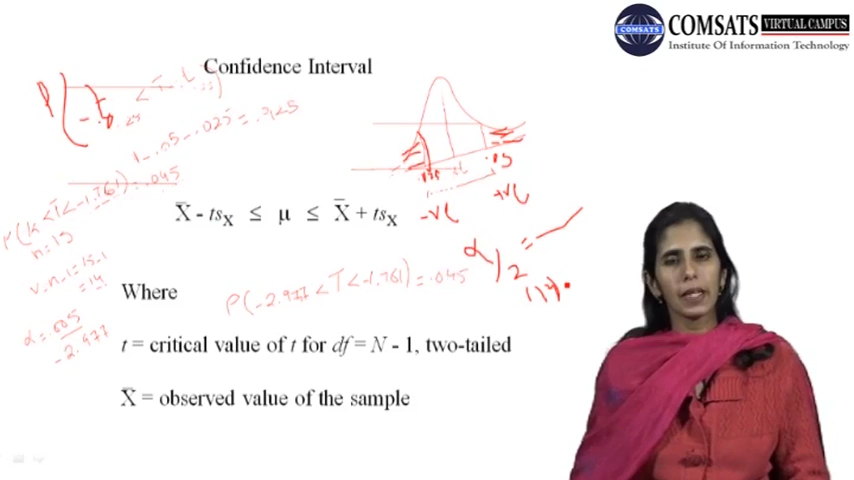 COMSATS VIRTUAL CAMPUS
Institute Of Information Technology
Confidence Interval
1 - .05 - .025 = .925
P(k < T < -1.761) = .045
n = 15
v = n - 1 = 15 - 1
= 14
α = .005
-2.977
.05
-ve
+ve
X̄ - tsX ≤ μ ≤ X̄ + tsX
α/2 =
Where
P(-2.977 < T < -1.761) = .045
t = critical value of t for df = N - 1, two-tailed
X̄ = observed value of the sample